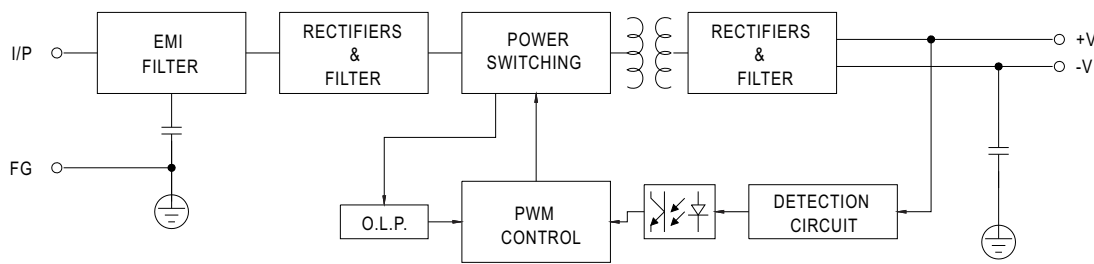 I/P
EMI
FILTER
RECTIFIERS
&
FILTER
POWER
SWITCHING
RECTIFIERS
&
FILTER
+V
-V
FG
O.L.P.
PWM
CONTROL
DETECTION
CIRCUIT